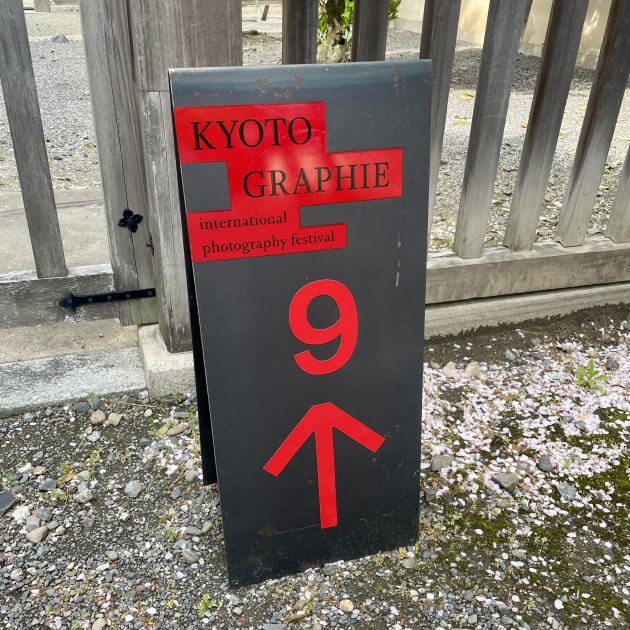 KYOTO
GRAPHIE
international
photography festival
9
↑